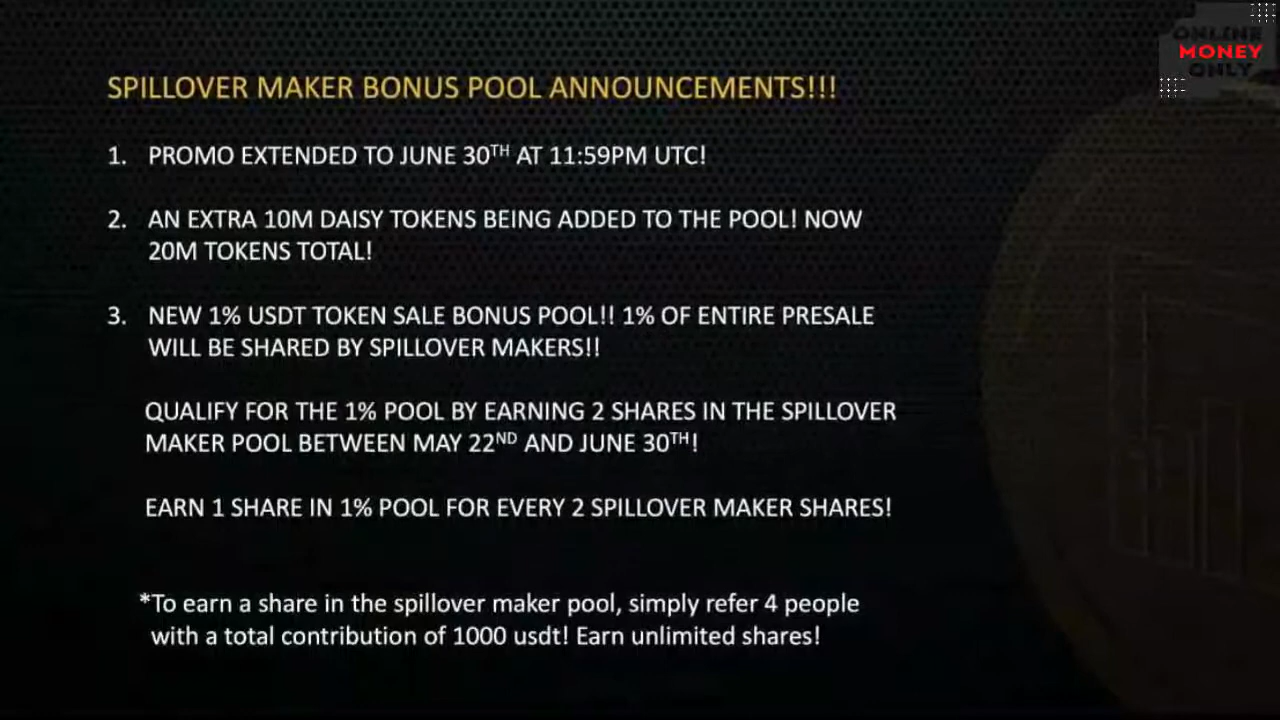 ONLINE
MONEY
ONLY
SPILLOVER MAKER BONUS POOL ANNOUNCEMENTS!!!
1. PROMO EXTENDED TO JUNE 30TH AT 11:59PM UTC!
2. AN EXTRA 10M DAISY TOKENS BEING ADDED TO THE POOL! NOW
20M TOKENS TOTAL!
3. NEW 1% USDT TOKEN SALE BONUS POOL!! 1% OF ENTIRE PRESALE
WILL BE SHARED BY SPILLOVER MAKERS!!
QUALIFY FOR THE 1% POOL BY EARNING 2 SHARES IN THE SPILLOVER
MAKER POOL BETWEEN MAY 22ND AND JUNE 30TH!
EARN 1 SHARE IN 1% POOL FOR EVERY 2 SPILLOVER MAKER SHARES!
*To earn a share in the spillover maker pool, simply refer 4 people
with a total contribution of 1000 usdt! Earn unlimited shares!